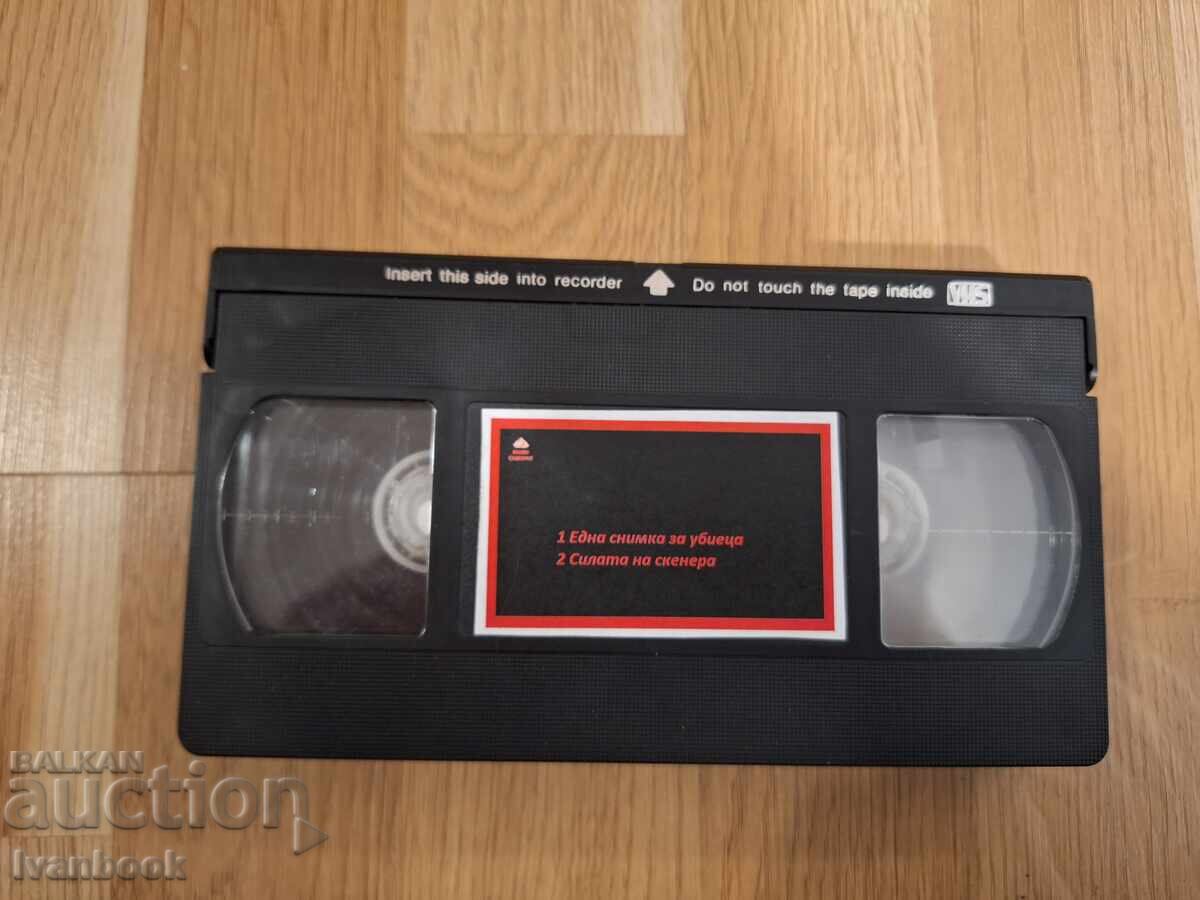 Insert this side into recorder Do not touch the tape inside VHS
1 Една снимка за убиеца
2 Силата на скенера
BALKAN
auction
Ivanbook